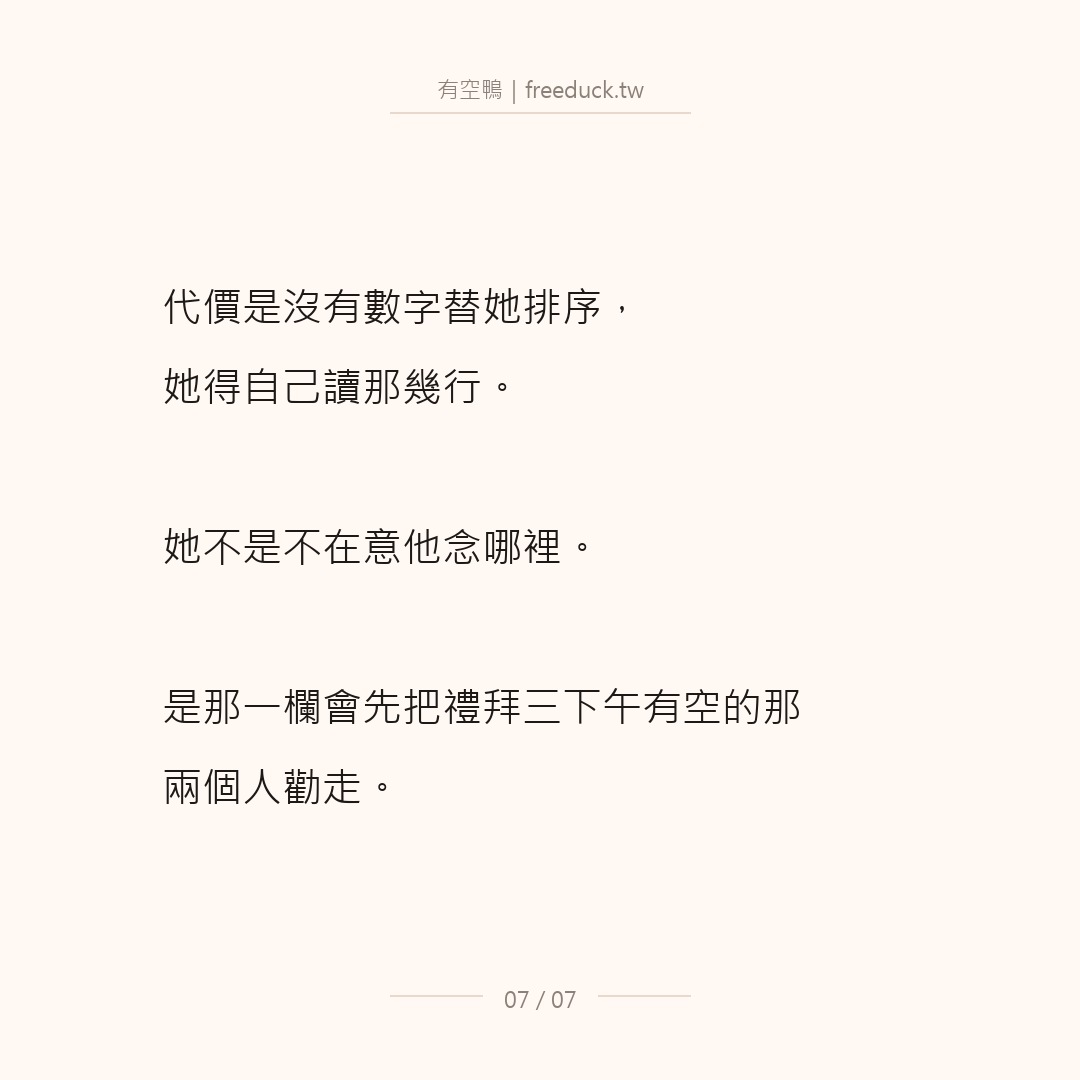 有空鴨 | freeduck.tw
代價是沒有數字替她排序，
她得自己讀那幾行。
她不是不在意他念哪裡。
是那一欄會先把禮拜三下午有空的那
兩個人勸走。
07 / 07